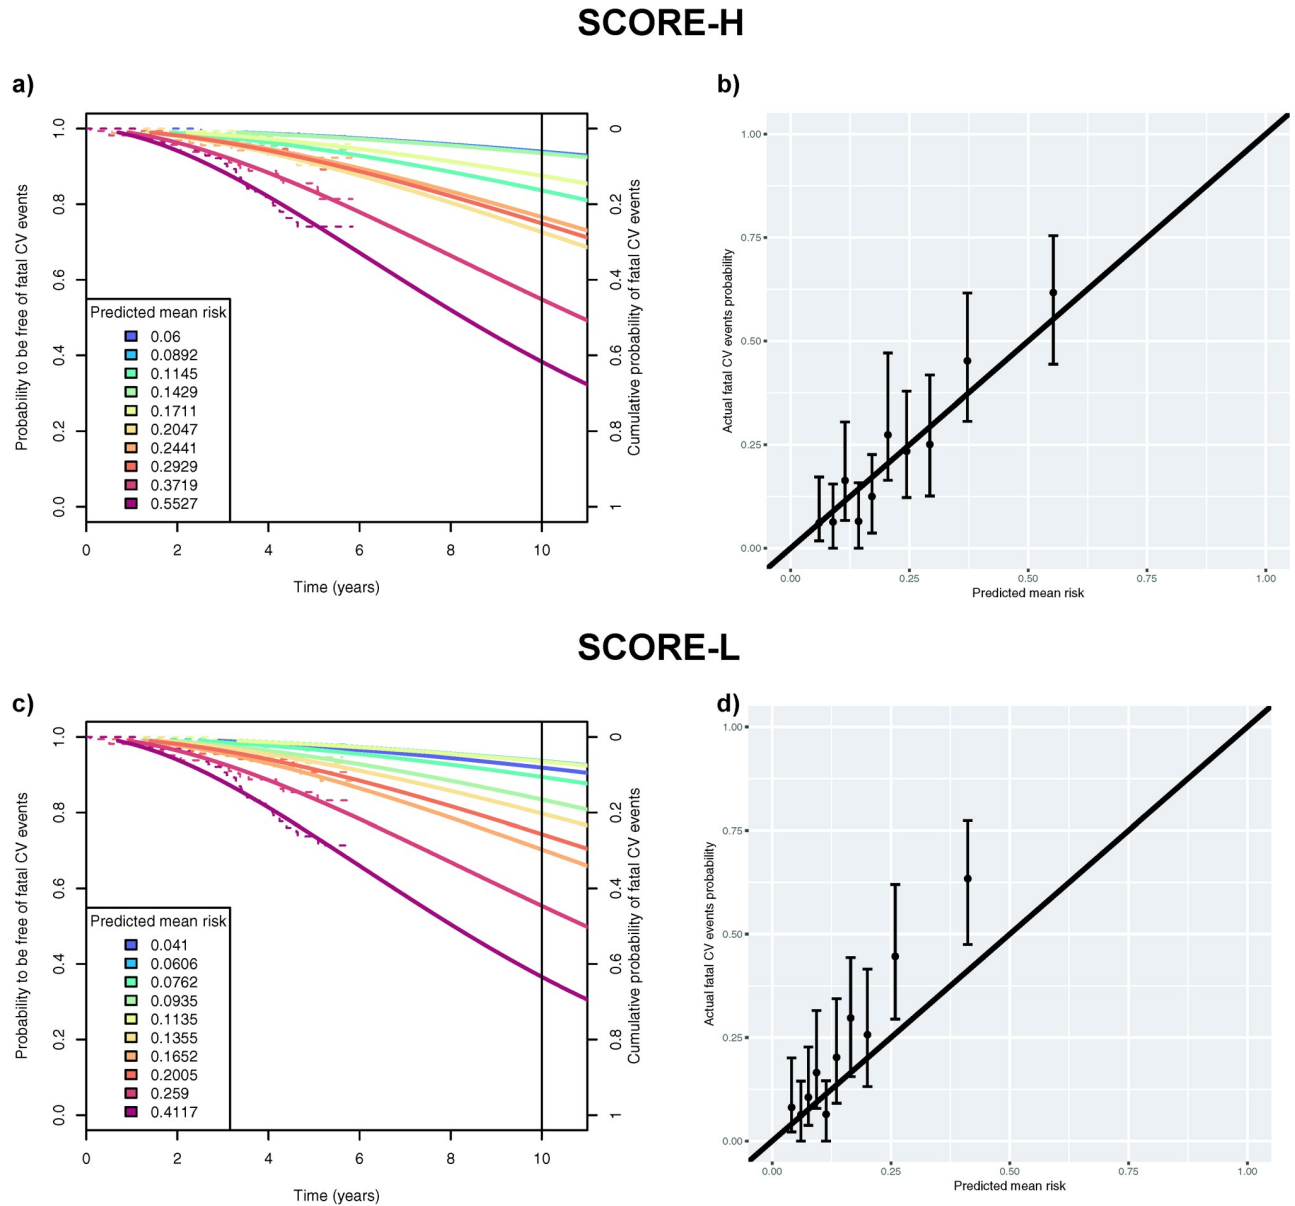 SCORE-H
a)
1.0
0.8
0.6
0.4
0.2
0.0
Probability to be free of fatal CV events
Predicted mean risk
0.06
0.0892
0.1145
0.1429
0.1711
0.2047
0.2441
0.2929
0.3719
0.5527
0
0.2
0.4
0.6
0.8
1
Cumulative probability of fatal CV events
0 2 4 6 8 10
Time (years)
b)
1.00
0.75
0.50
0.25
0.00
Actual fatal CV events probability
0.00 0.25 0.50 0.75 1.00
Predicted mean risk
SCORE-L
c)
1.0
0.8
0.6
0.4
0.2
0.0
Probability to be free of fatal CV events
Predicted mean risk
0.041
0.0606
0.0762
0.0935
0.1135
0.1355
0.1652
0.2005
0.259
0.4117
0
0.2
0.4
0.6
0.8
1
Cumulative probability of fatal CV events
0 2 4 6 8 10
Time (years)
d)
1.00
0.75
0.50
0.25
0.00
Actual fatal CV events probability
0.00 0.25 0.50 0.75 1.00
Predicted mean risk